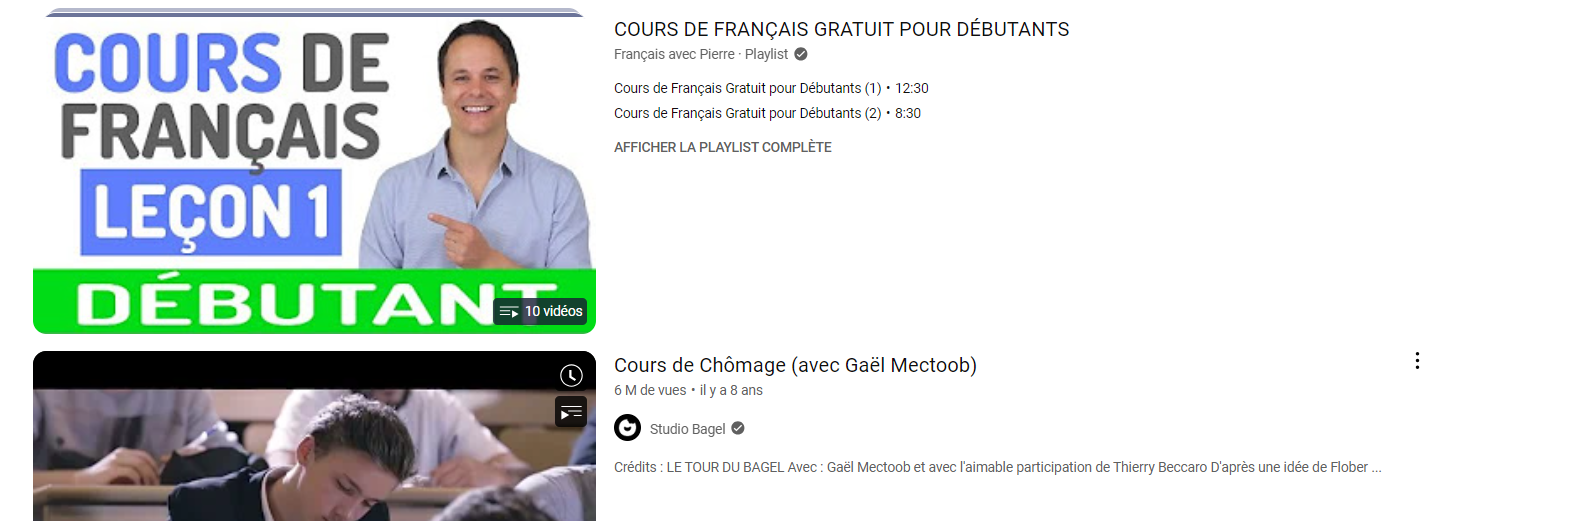 COURS DE
FRANÇAIS
LEÇON 1
DÉBUTANT
10 vidéos
COURS DE FRANÇAIS GRATUIT POUR DÉBUTANTS
Français avec Pierre · Playlist
Cours de Français Gratuit pour Débutants (1) • 12:30
Cours de Français Gratuit pour Débutants (2) • 8:30
AFFICHER LA PLAYLIST COMPLÈTE
Cours de Chômage (avec Gaël Mectoob)
6 M de vues • il y a 8 ans
Studio Bagel
Crédits : LE TOUR DU BAGEL Avec : Gaël Mectoob et avec l'aimable participation de Thierry Beccaro D'après une idée de Flober ...